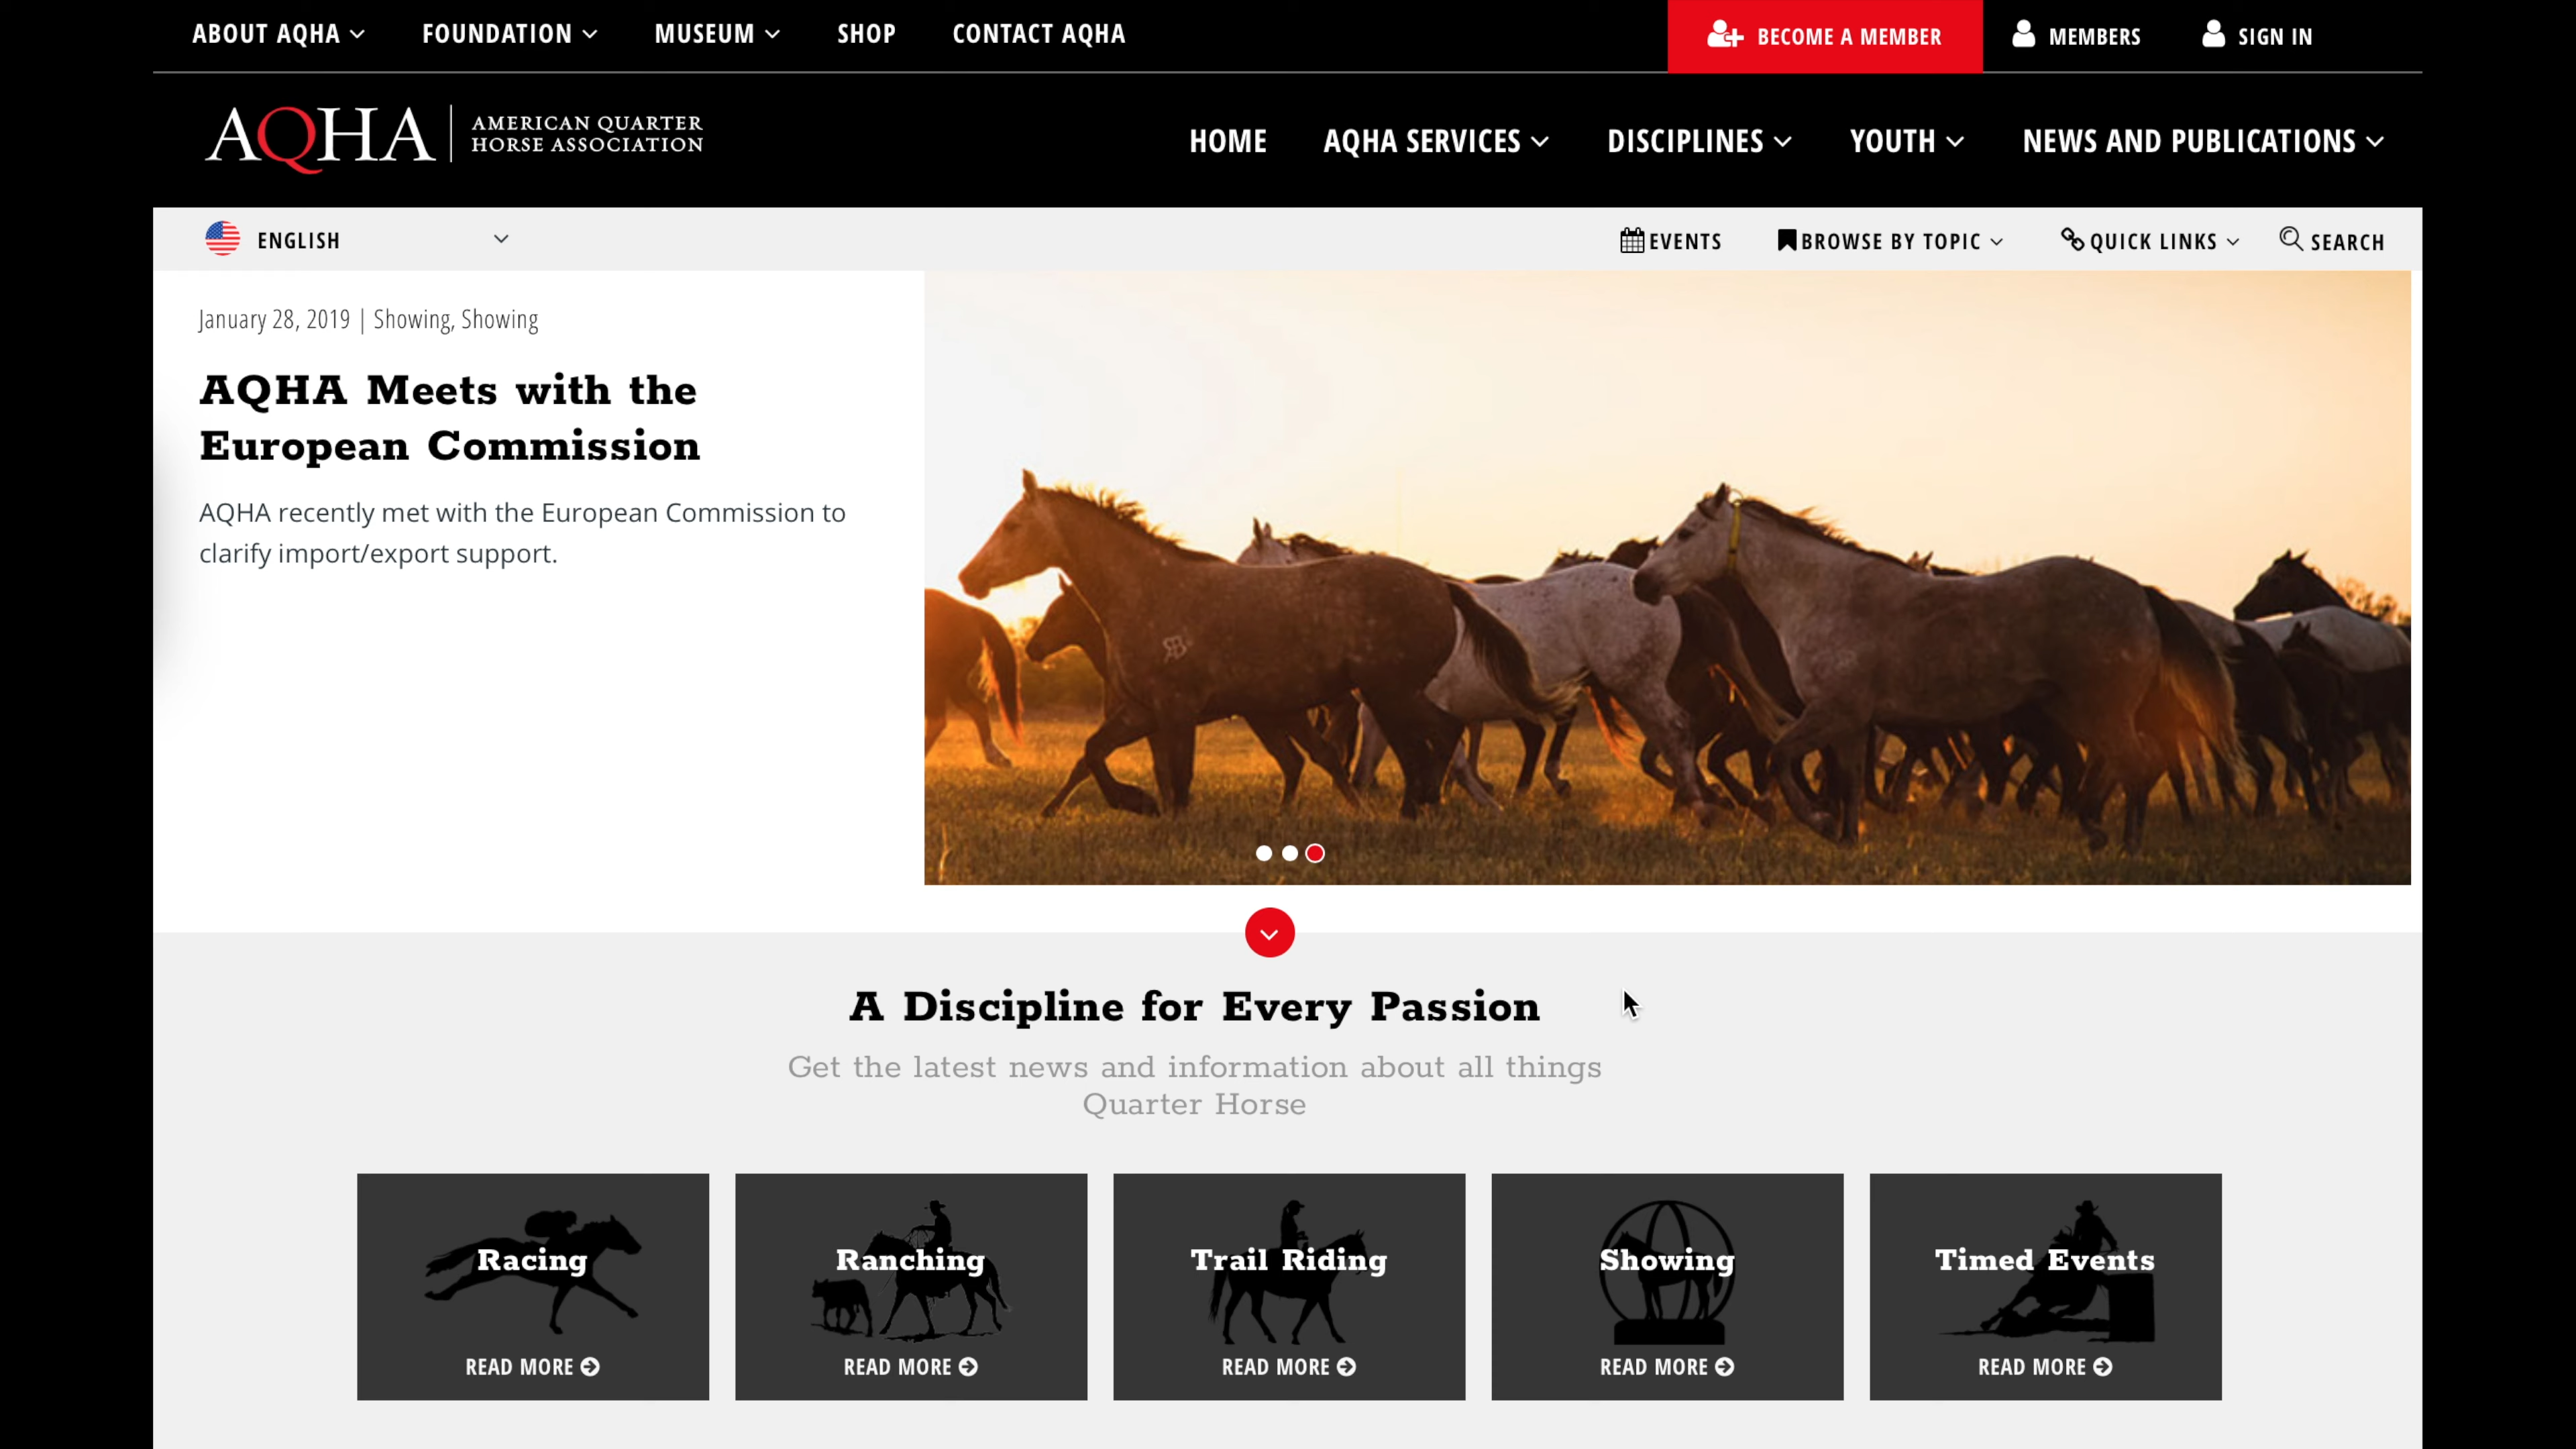 ABOUT AQHA FOUNDATION MUSEUM SHOP CONTACT AQHA BECOME A MEMBER MEMBERS SIGN IN
AQHA AMERICAN QUARTER
HORSE ASSOCIATION
HOME AQHA SERVICES DISCIPLINES YOUTH NEWS AND PUBLICATIONS
ENGLISH EVENTS BROWSE BY TOPIC QUICK LINKS SEARCH
January 28, 2019 | Showing, Showing
AQHA Meets with the
European Commission
AQHA recently met with the European Commission to
clarify import/export support.
A Discipline for Every Passion
Get the latest news and information about all things
Quarter Horse
Racing Ranching Trail Riding Showing Timed Events
READ MORE READ MORE READ MORE READ MORE READ MORE